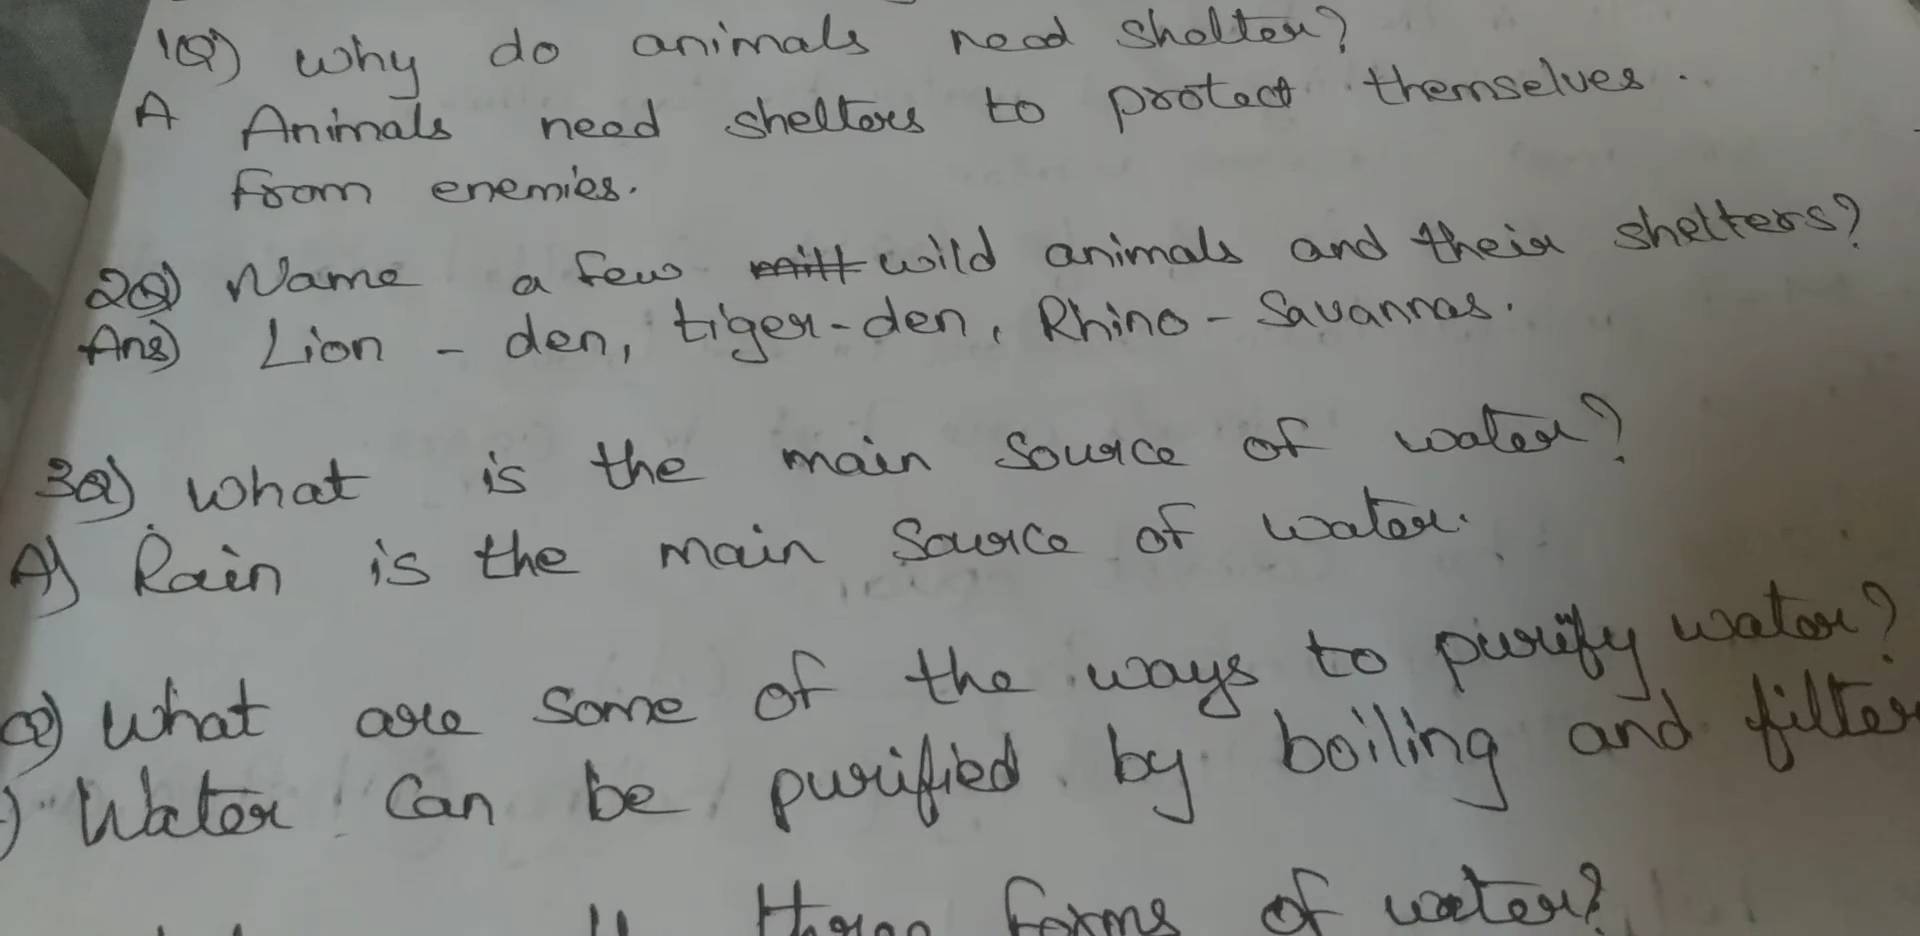 1Q) Why do animals need shelter?
A Animals need shelters to protect themselves.
from enemies.
2Q) Name a few wild animals and their shelters?
Ans) Lion - den, tiger-den, Rhino - Savannas.
3Q) What is the main source of water?
A) Rain is the main source of water.
Q) What are some of the ways to purify water?
) Water can be purified by boiling and filter
three forms of water?